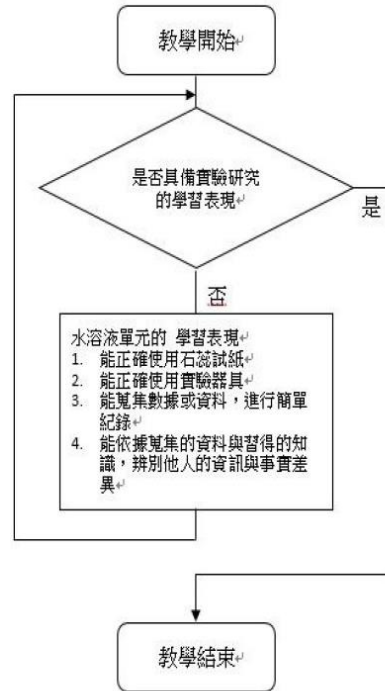 教學開始
是否具備實驗研究
的學習表現
是
否
水溶液單元的 學習表現
1. 能正確使用石蕊試紙
2. 能正確使用實驗器具
3. 能蒐集數據或資料，進行簡單
紀錄
4. 能依據蒐集的資料與習得的知
識，辨別他人的資訊與事實差
異
教學結束